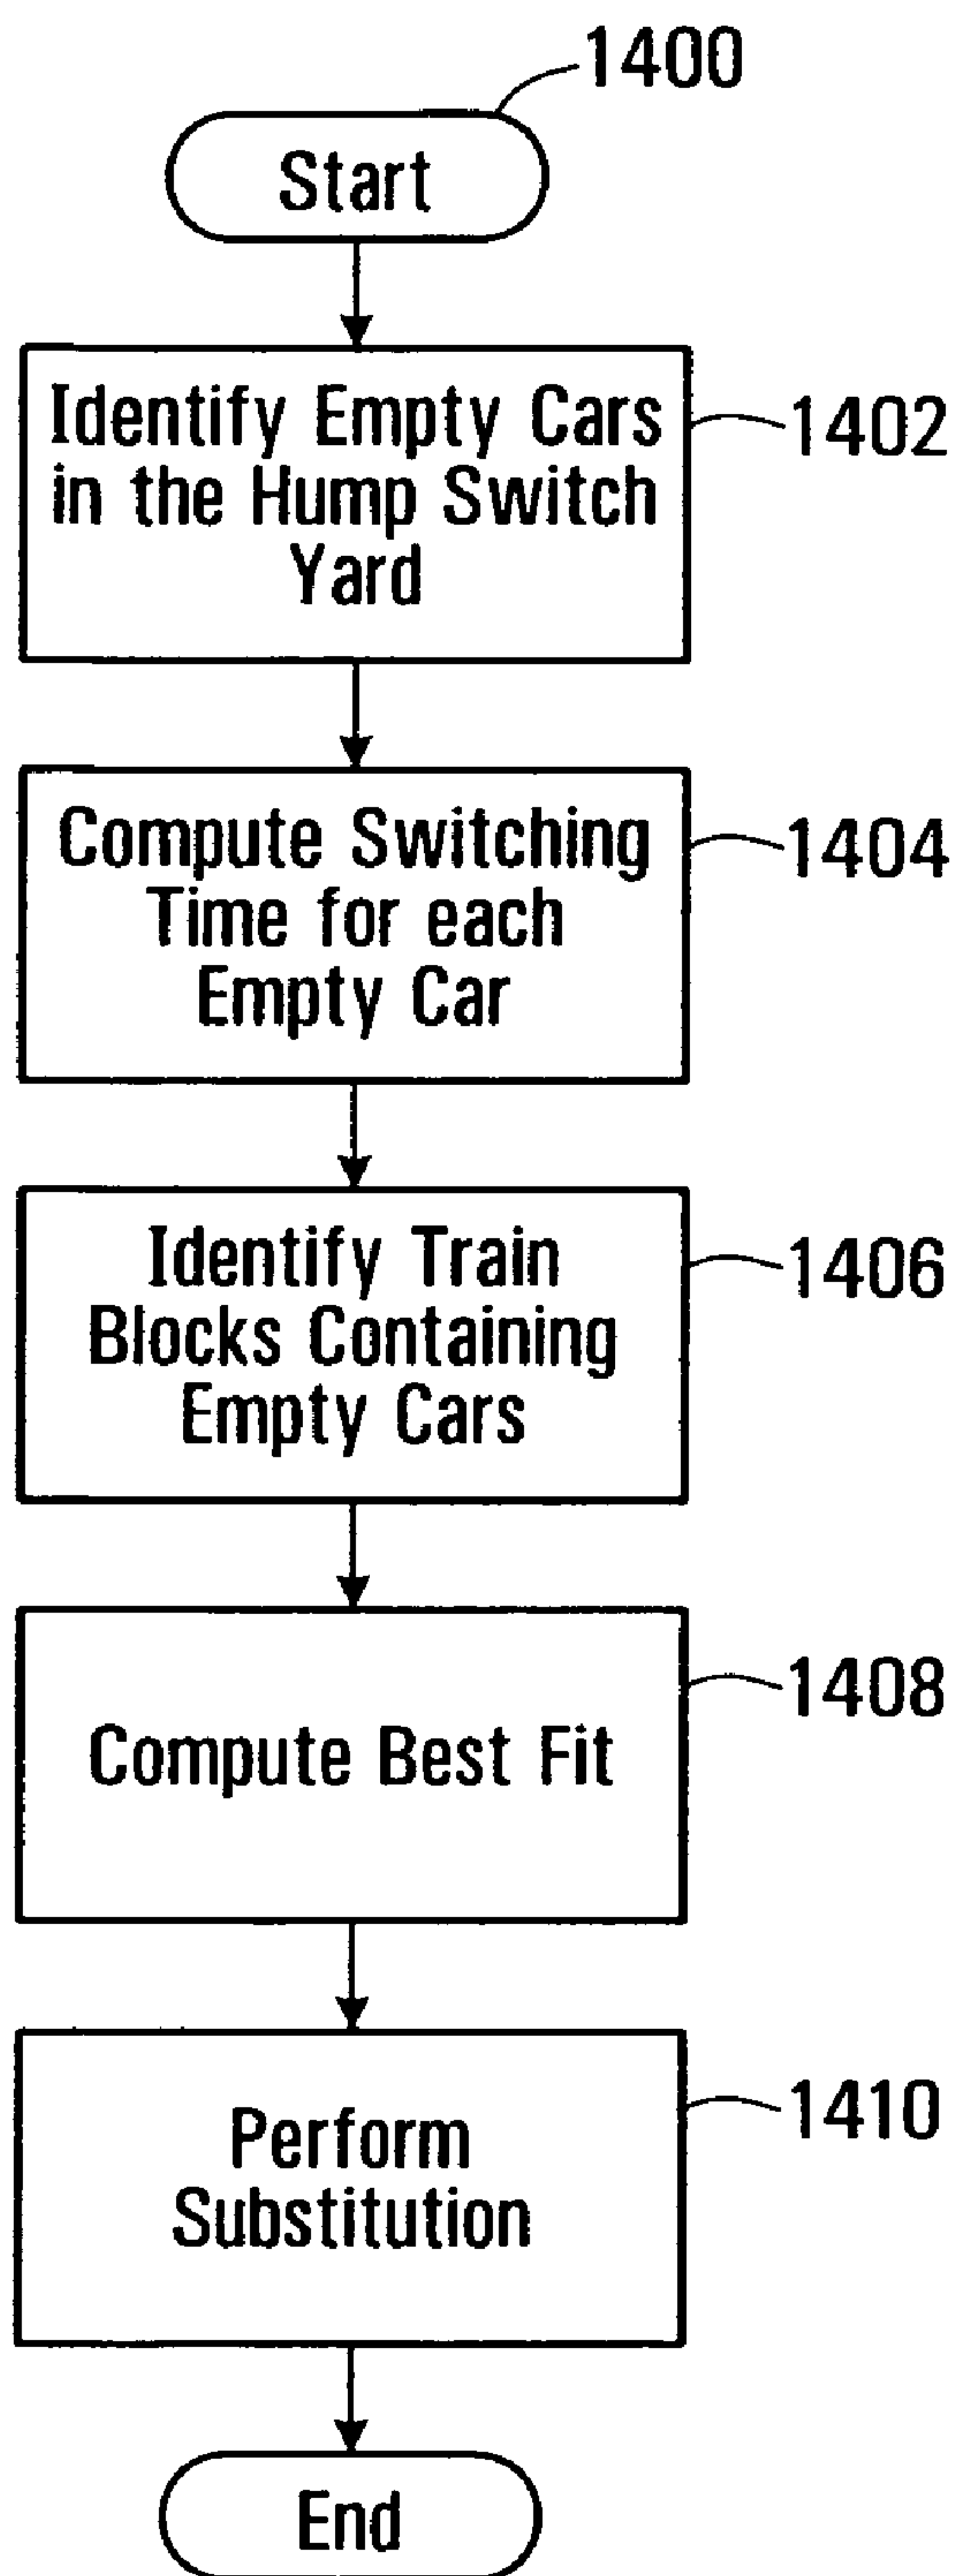 1400
Start
Identify Empty Cars
in the Hump Switch
Yard
1402
Compute Switching
Time for each
Empty Car
1404
Identify Train
Blocks Containing
Empty Cars
1406
Compute Best Fit
1408
Perform
Substitution
1410
End